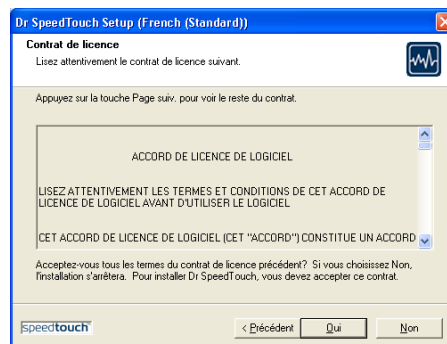 Dr SpeedTouch Setup (French (Standard))
Contrat de licence
Lisez attentivement le contrat de licence suivant.
Appuyez sur la touche Page suiv. pour voir le reste du contrat.
ACCORD DE LICENCE DE LOGICIEL
LISEZ ATTENTIVEMENT LES TERMES ET CONDITIONS DE CET ACCORD DE
LICENCE DE LOGICIEL AVANT D'UTILISER LE LOGICIEL
CET ACCORD DE LICENCE DE LOGICIEL (CET "ACCORD") CONSTITUE UN ACCORD
Acceptez-vous tous les termes du contrat de licence précédent? Si vous choisissez Non,
l'installation s'arrêtera. Pour installer Dr SpeedTouch, vous devez accepter ce contrat.
speedtouch
< Précédent Oui Non